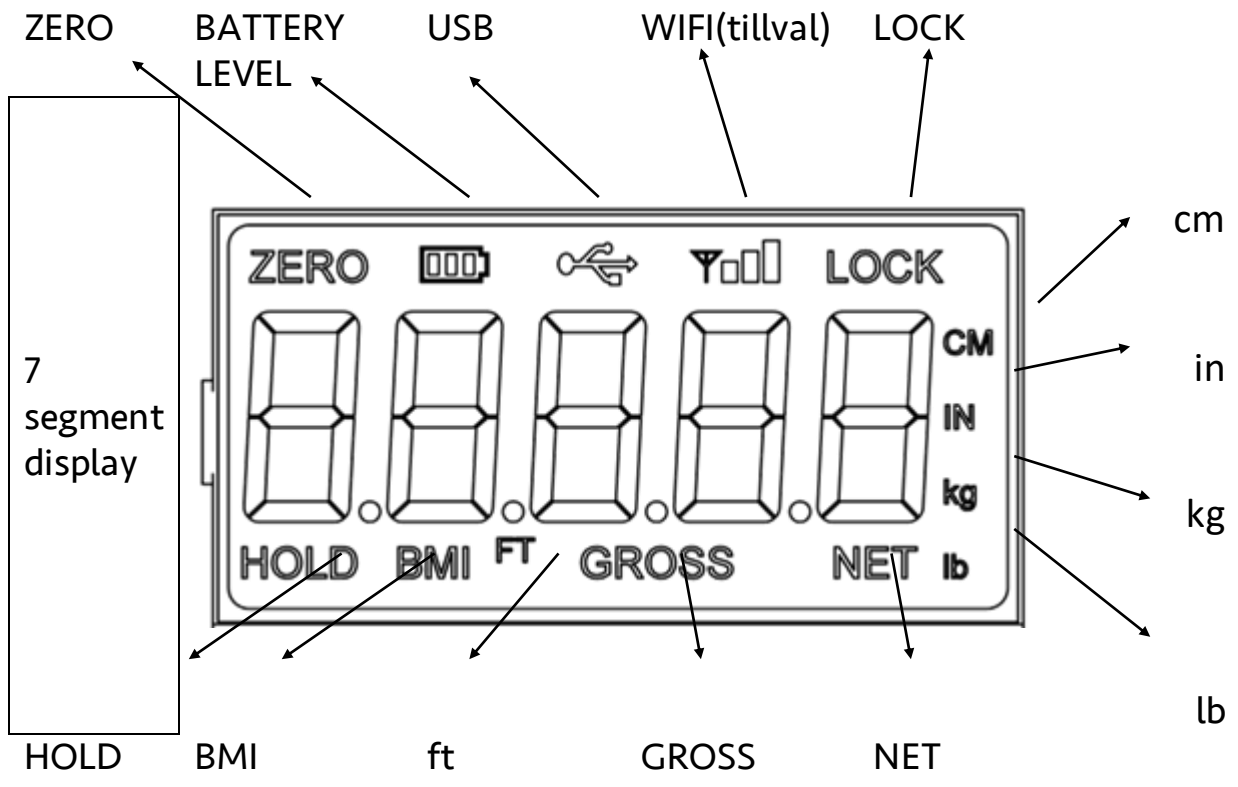 ZERO BATTERY LEVEL USB WIFI(tillval) LOCK
cm
ZERO LOCK
CM
7 segment display
in
IN
kg
kg
HOLD BMI FT GROSS NET lb
lb
HOLD BMI ft GROSS NET